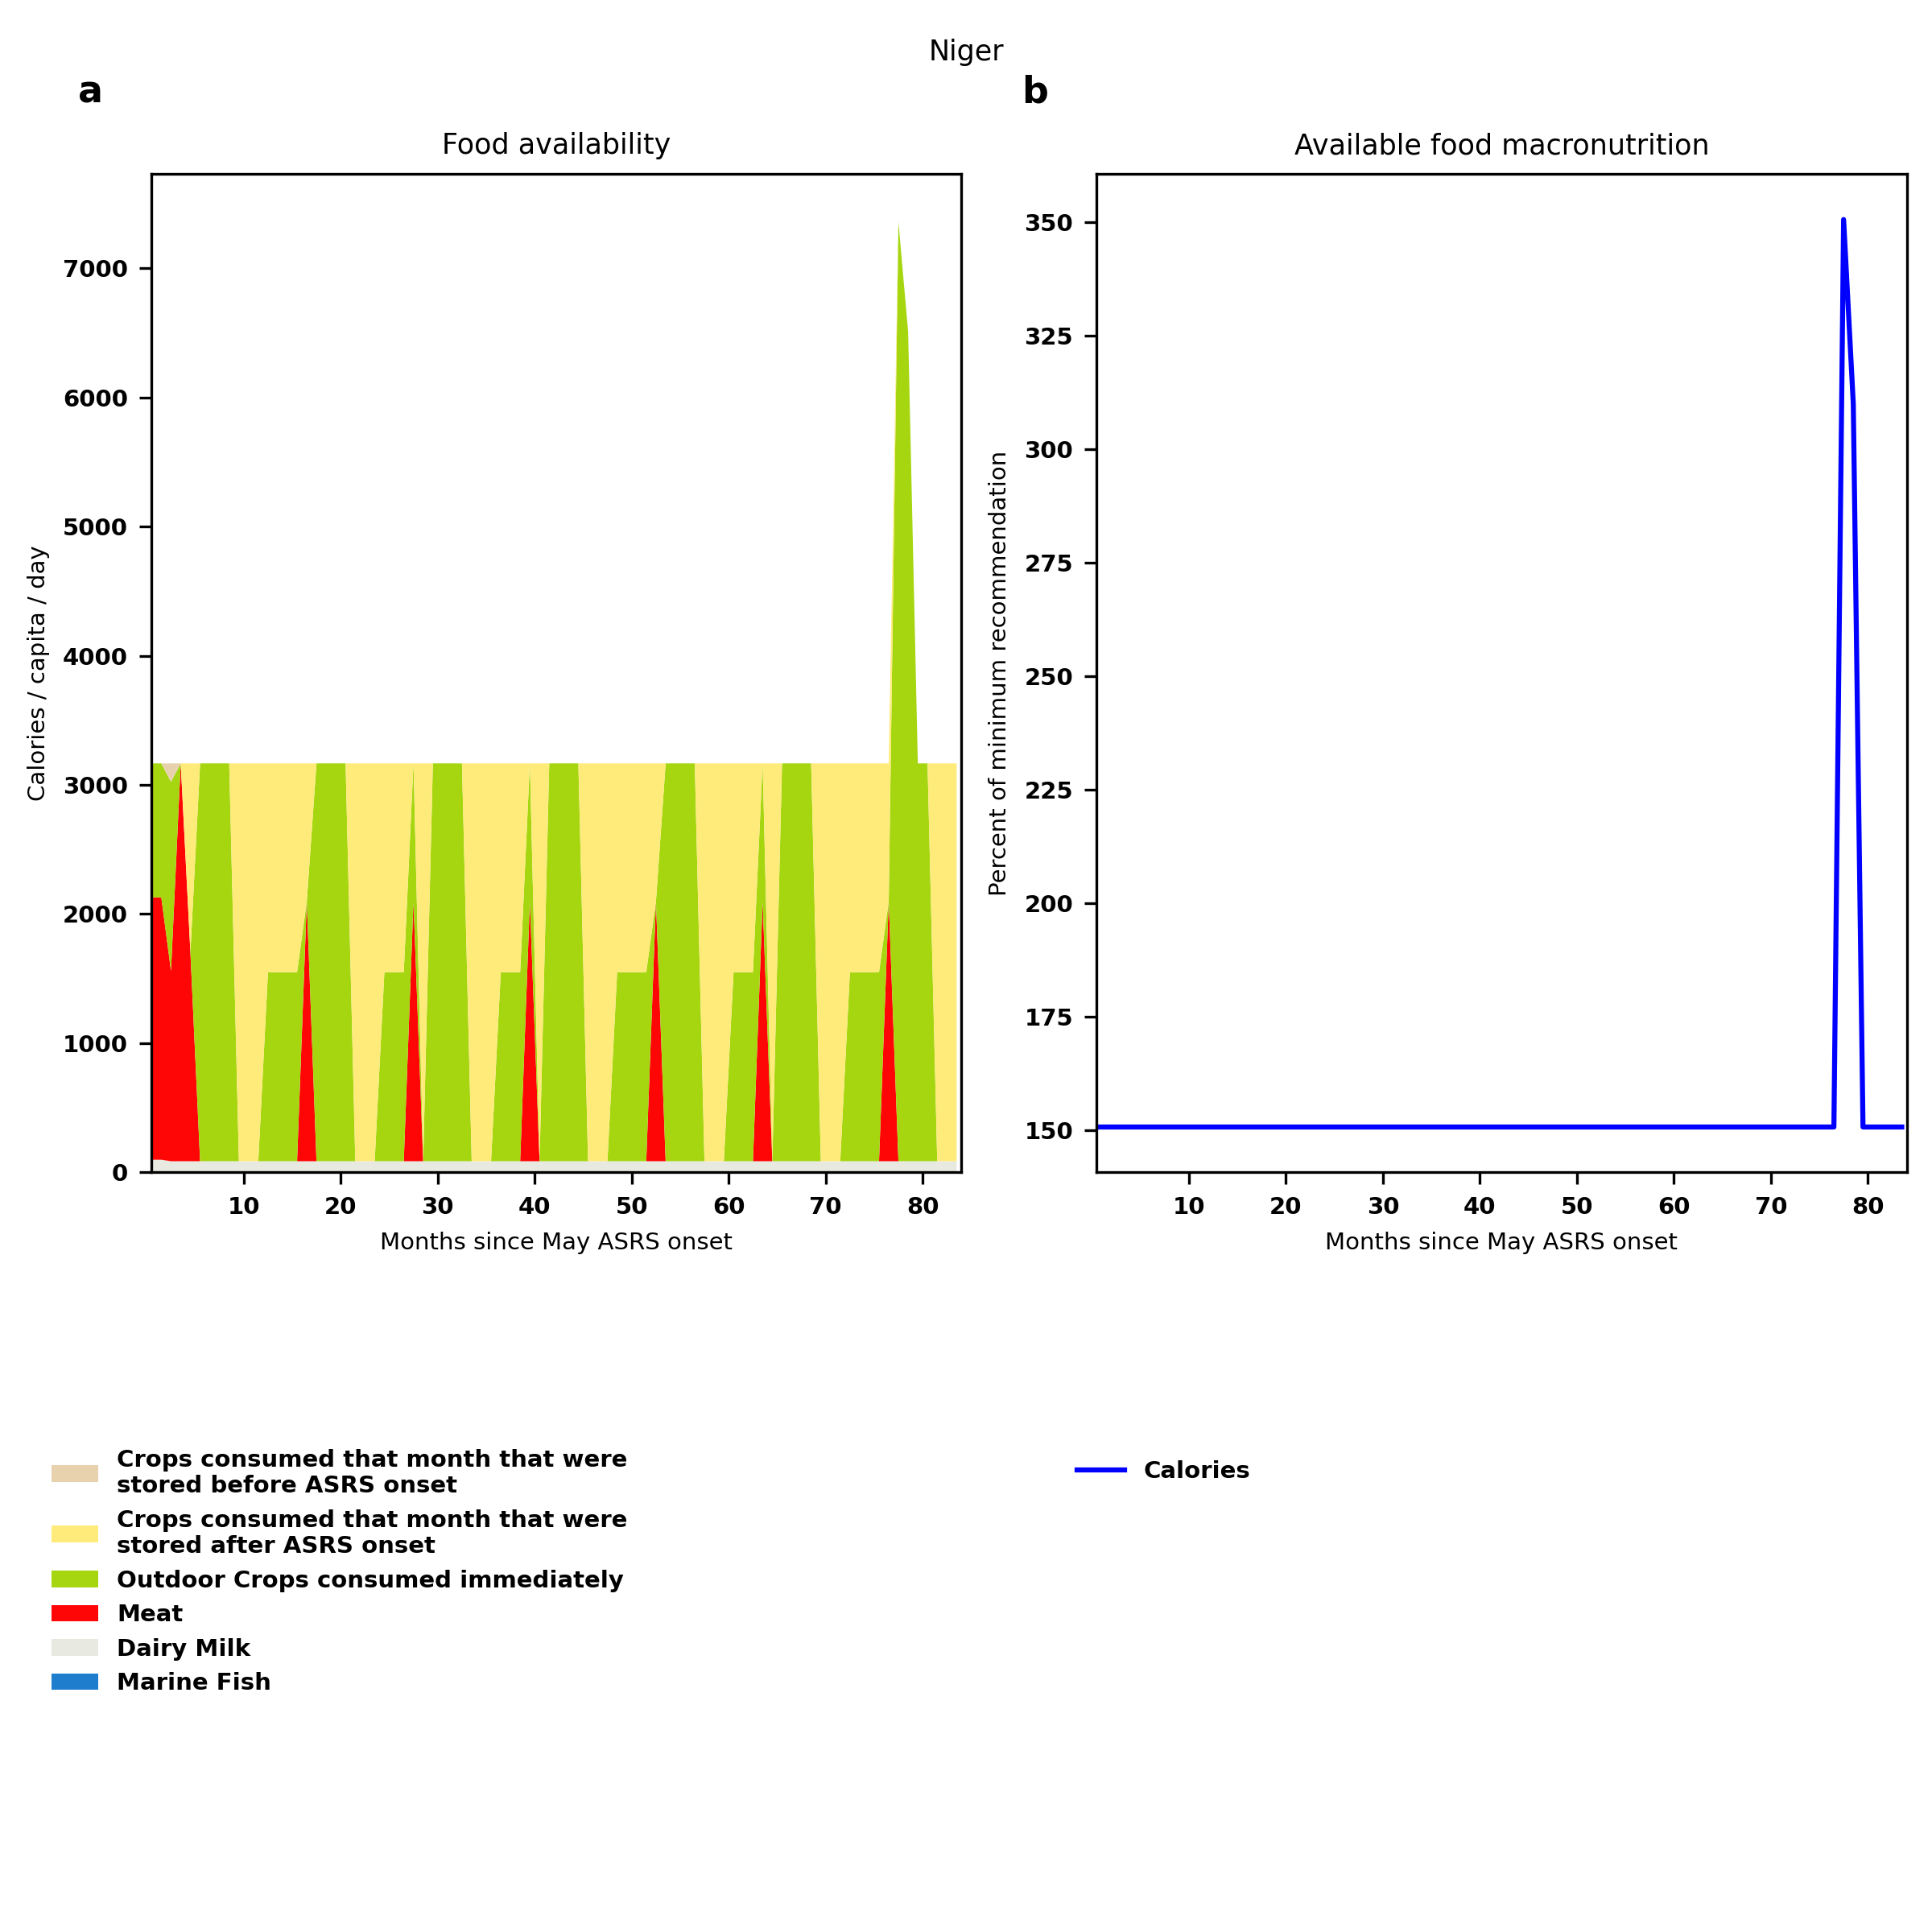 Niger
a
Food availability
Calories / capita / day
7000
6000
5000
4000
3000
2000
1000
0
10 20 30 40 50 60 70 80
Months since May ASRS onset
b
Available food macronutrition
Percent of minimum recommendation
350
325
300
275
250
225
200
175
150
10 20 30 40 50 60 70 80
Months since May ASRS onset
Crops consumed that month that were
stored before ASRS onset
Crops consumed that month that were
stored after ASRS onset
Outdoor Crops consumed immediately
Meat
Dairy Milk
Marine Fish
Calories